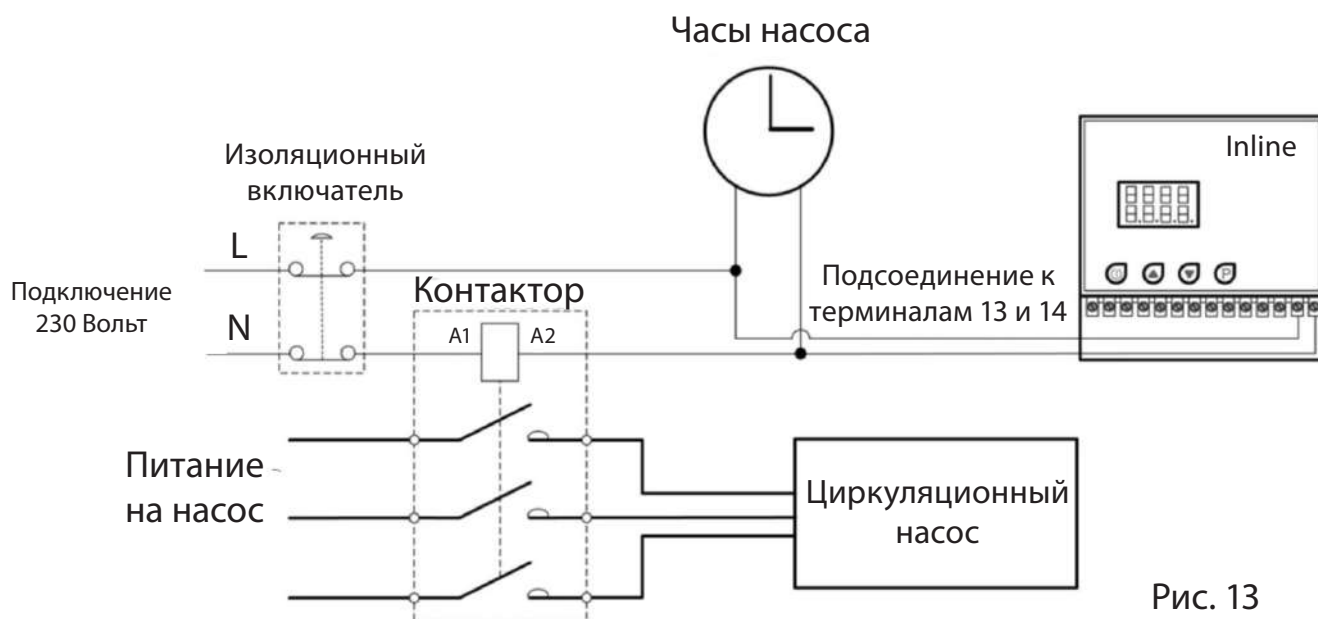 Часы насоса
Изоляционный
включатель
Inline
L
Подключение
230 Вольт
N
Контактор
A1
A2
Подсоединение к
терминалам 13 и 14
P
Питание
на насос
Циркуляционный
насос
Рис. 13